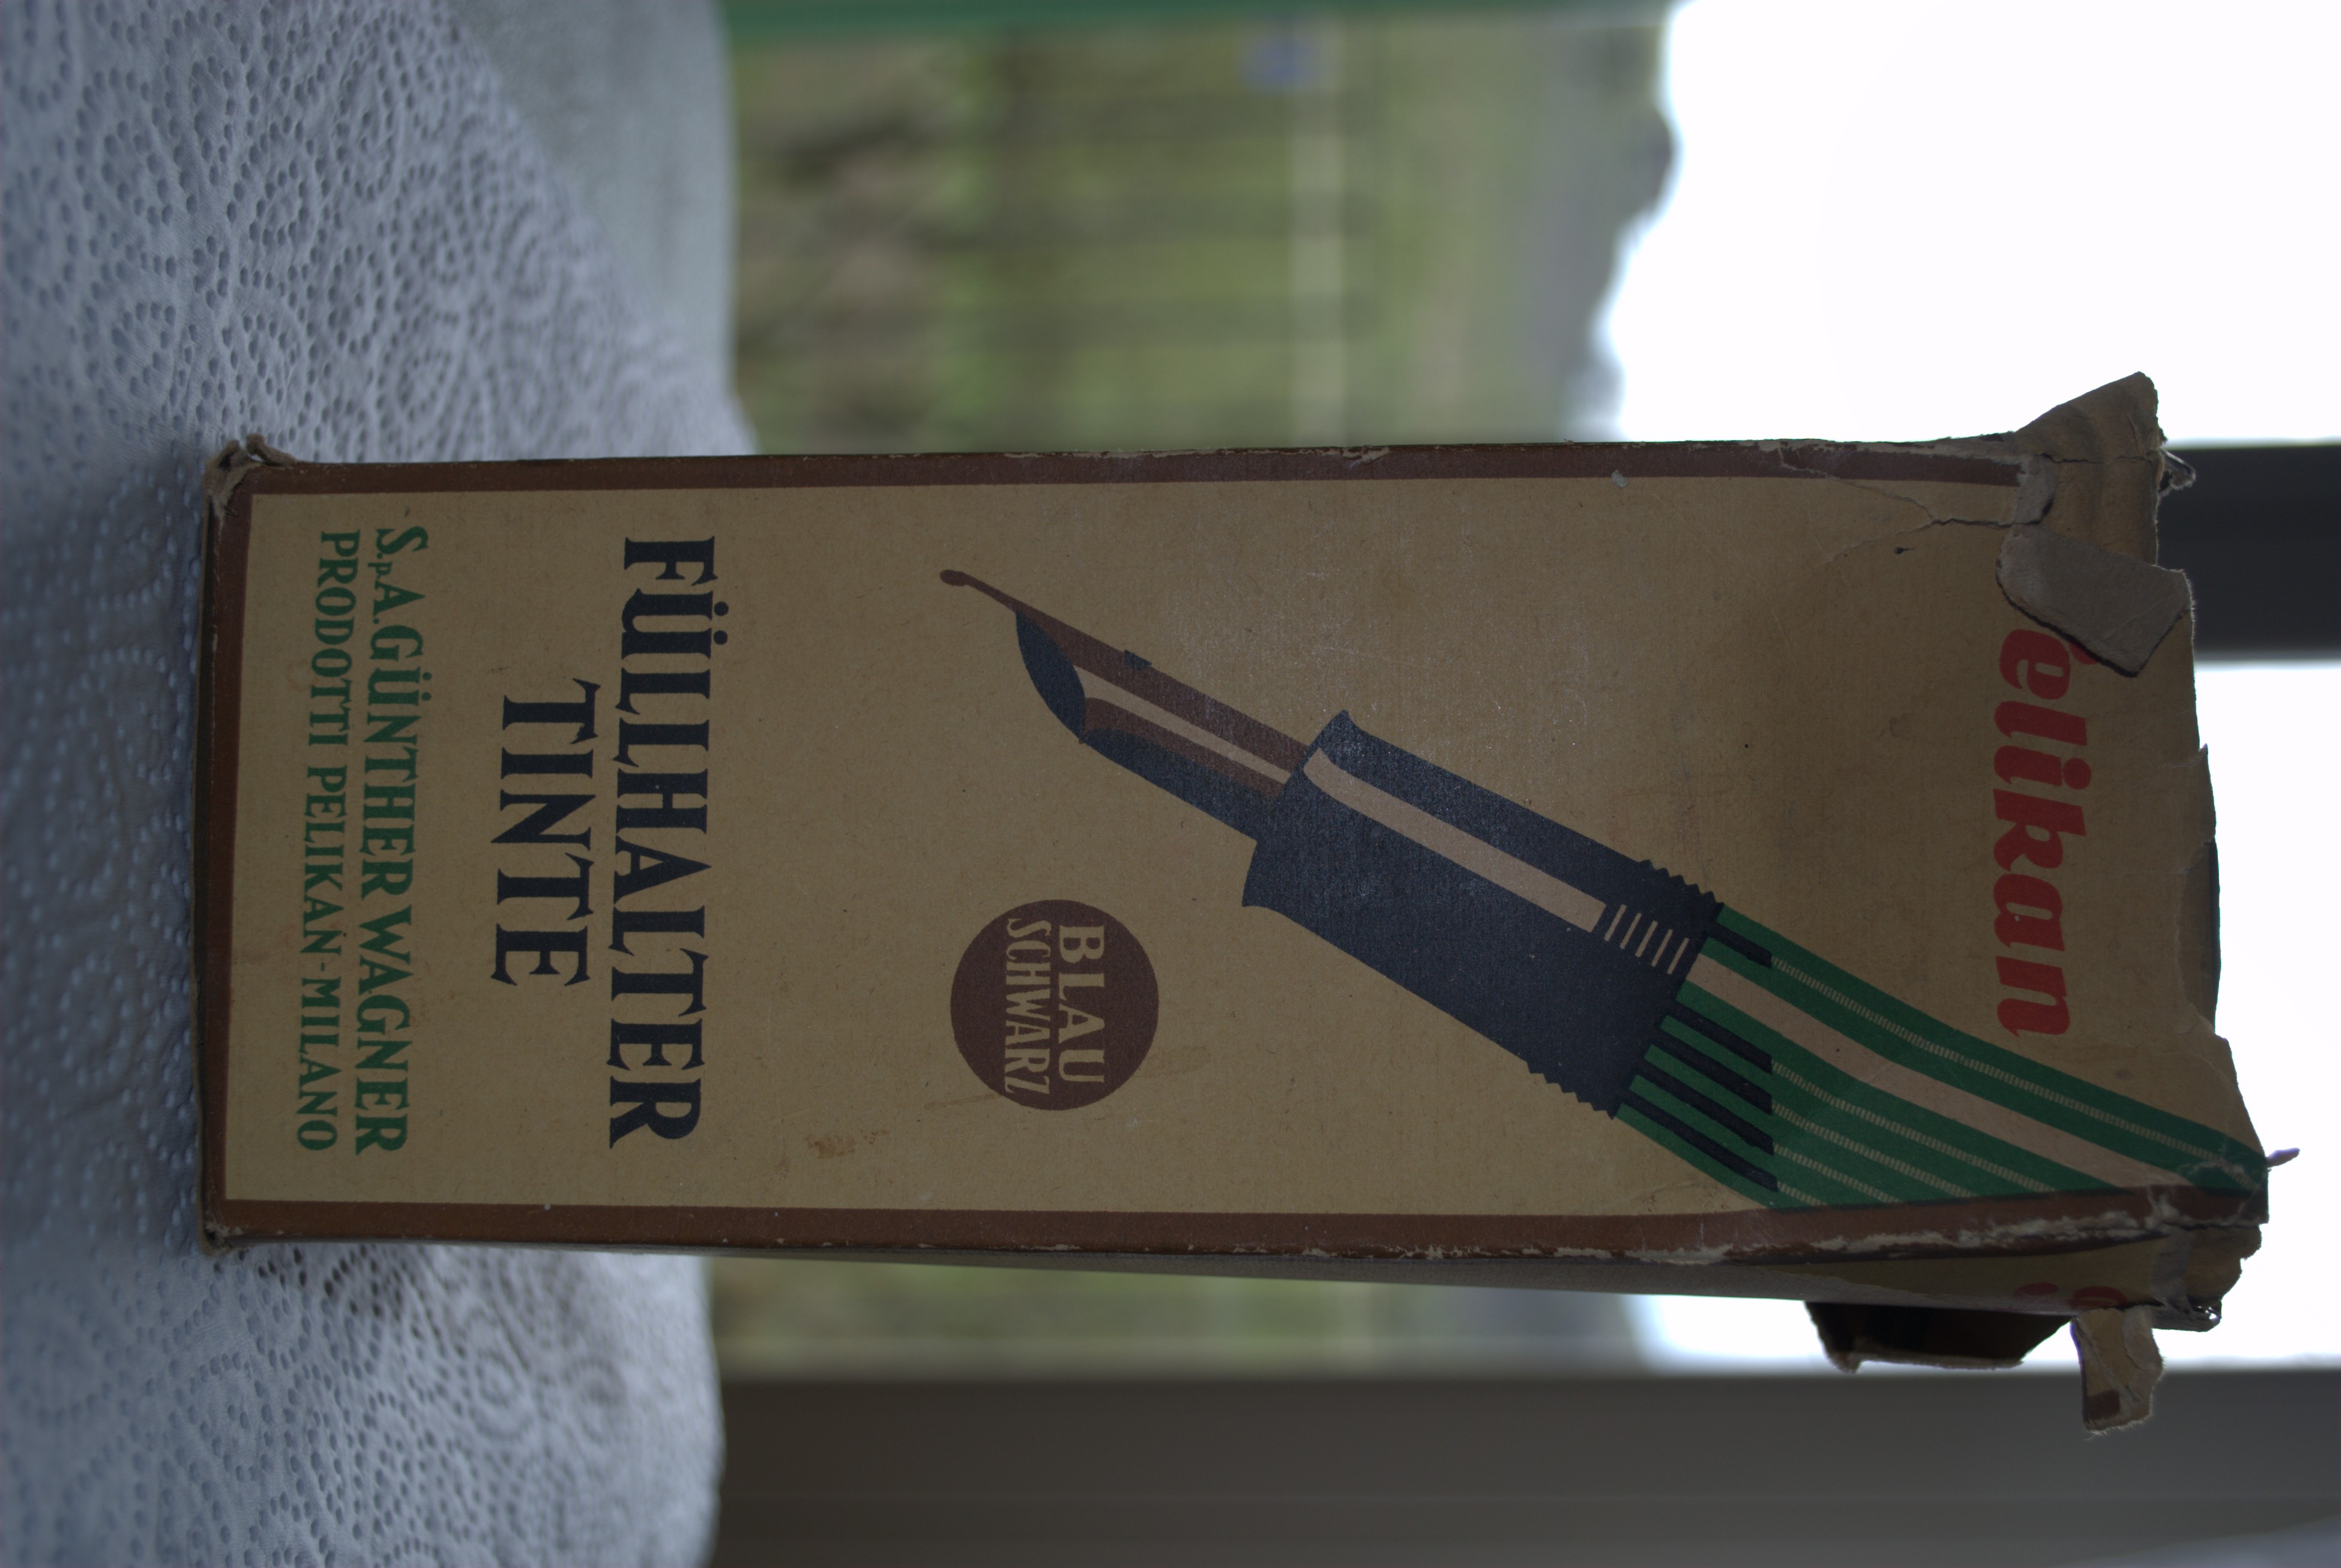 elikan
BLAU
SCHWARZ
FÜLLHALTER
TINTE
S.p.A. GÜNTHER WAGNER
PRODOTTI PELIKAN-MILANO